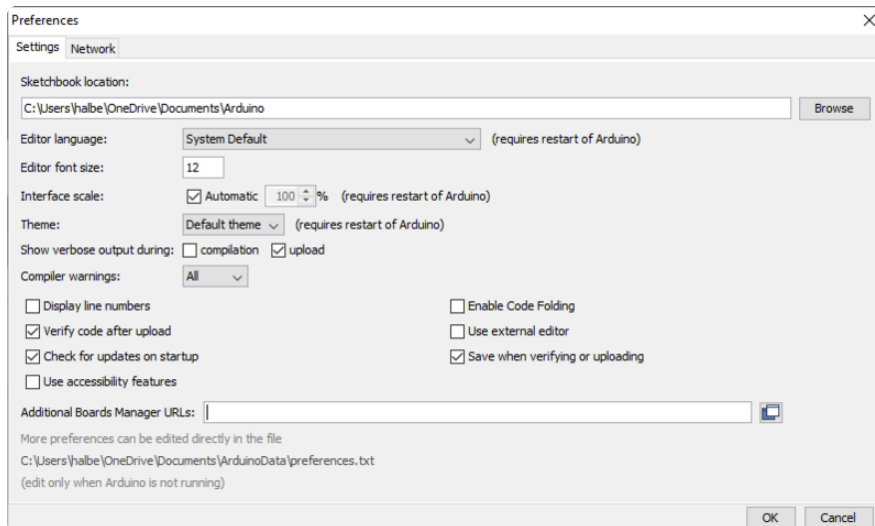 Preferences
Settings Network
Sketchbook location:
C:\Users\halbe\OneDrive\Documents\Arduino Browse
Editor language: System Default (requires restart of Arduino)
Editor font size: 12
Interface scale: Automatic 100 % (requires restart of Arduino)
Theme: Default theme (requires restart of Arduino)
Show verbose output during: compilation upload
Compiler warnings: All
Display line numbers Enable Code Folding
Verify code after upload Use external editor
Check for updates on startup Save when verifying or uploading
Use accessibility features
Additional Boards Manager URLs:
More preferences can be edited directly in the file
C:\Users\halbe\OneDrive\Documents\ArduinoData\preferences.txt
(edit only when Arduino is not running)
OK Cancel